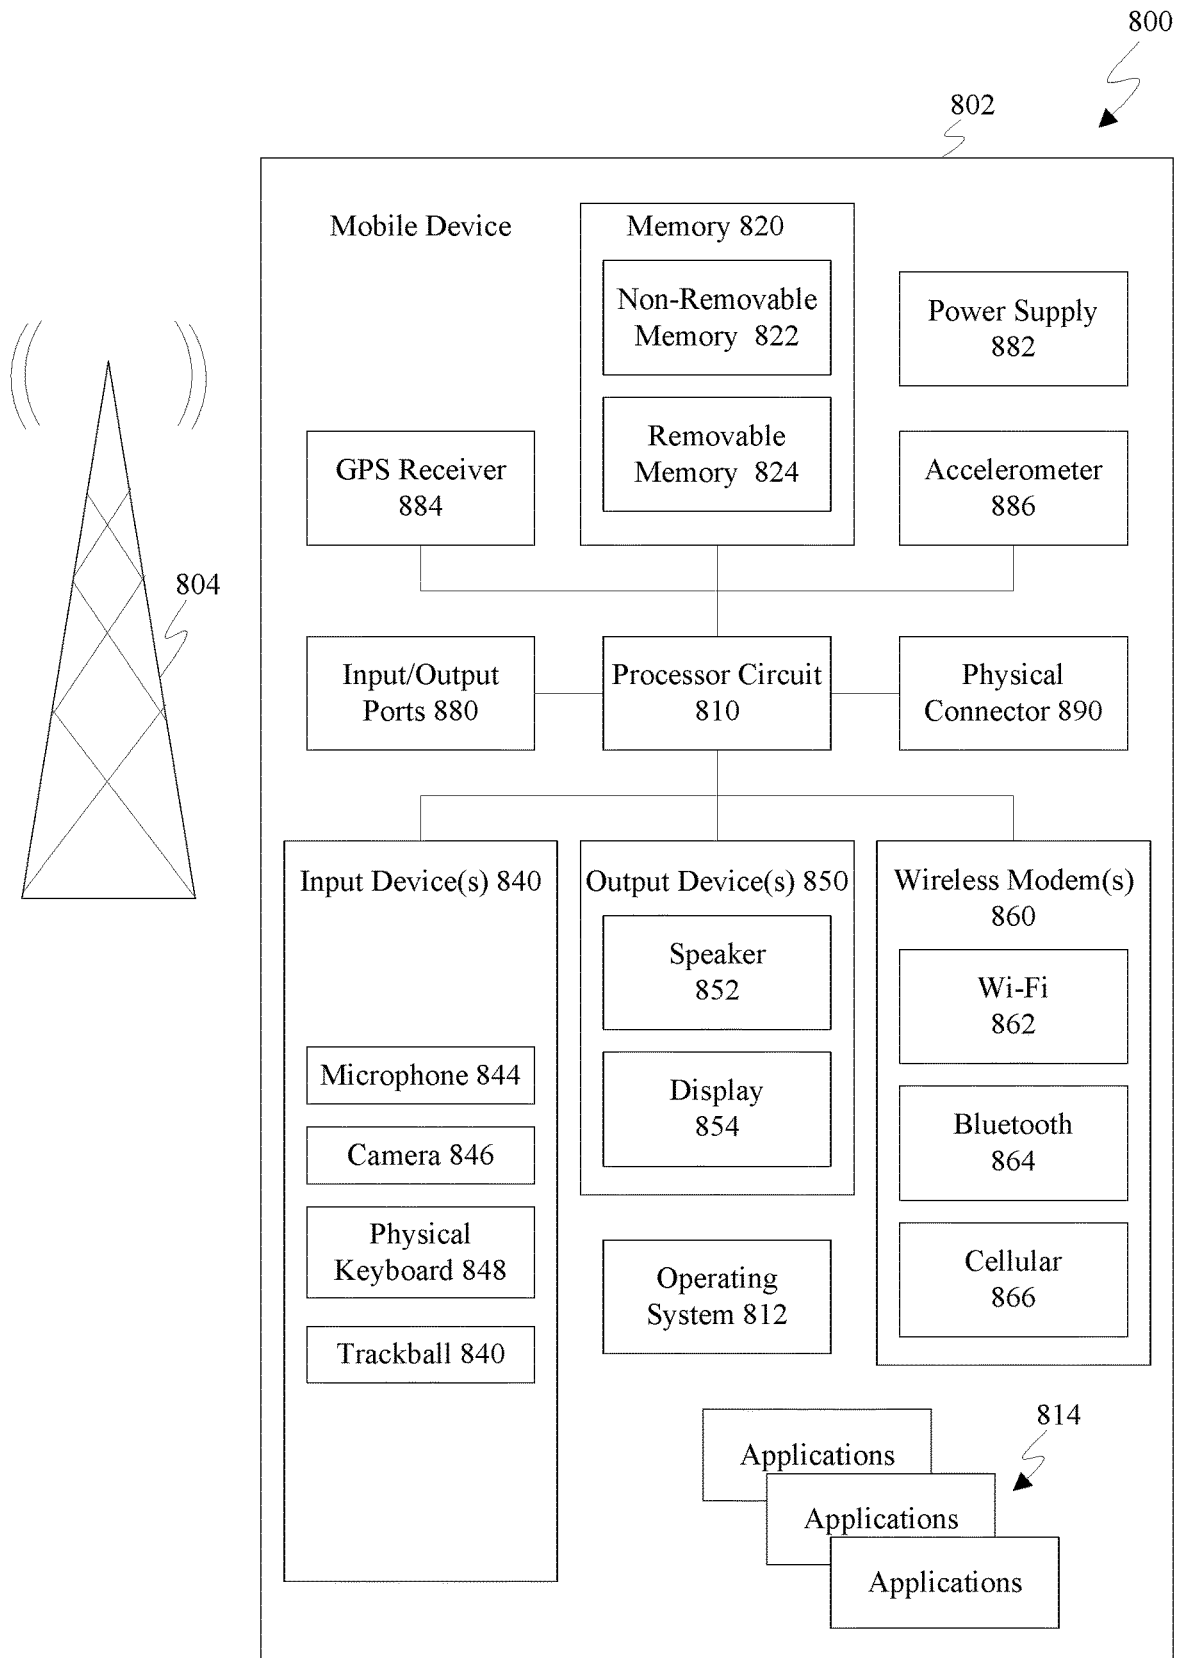 800
802
Mobile Device
Memory 820
Non-Removable
Memory 822
Power Supply
882
Removable
Memory 824
GPS Receiver
884
Accelerometer
886
804
Input/Output
Ports 880
Processor Circuit
810
Physical
Connector 890
Input Device(s) 840
Output Device(s) 850
Wireless Modem(s)
860
Speaker
852
Wi-Fi
862
Microphone 844
Display
854
Bluetooth
864
Camera 846
Physical
Keyboard 848
Cellular
866
Operating
System 812
Trackball 840
814
Applications
Applications
Applications